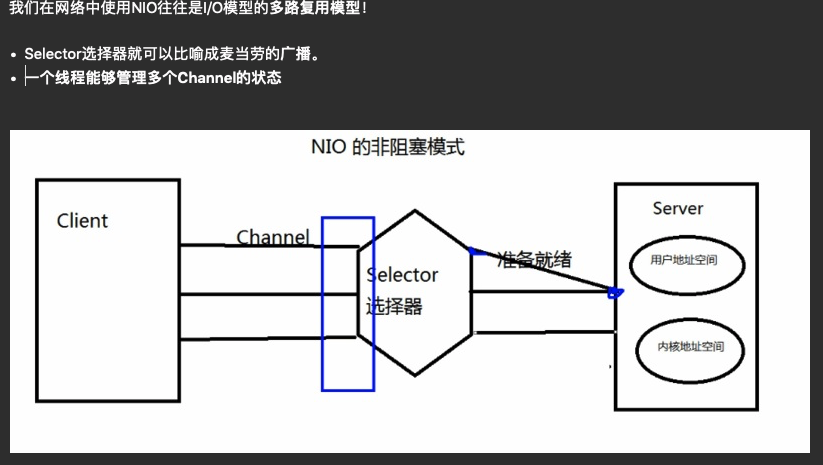 我们在网络中使用NIO往往是I/O模型的多路复用模型！
Selector选择器就可以比喻成麦当劳的广播。
一个线程能够管理多个Channel的状态
NIO 的非阻塞模式
Client
Channel
Selector
选择器
准备就绪
Server
用户地址空间
内核地址空间